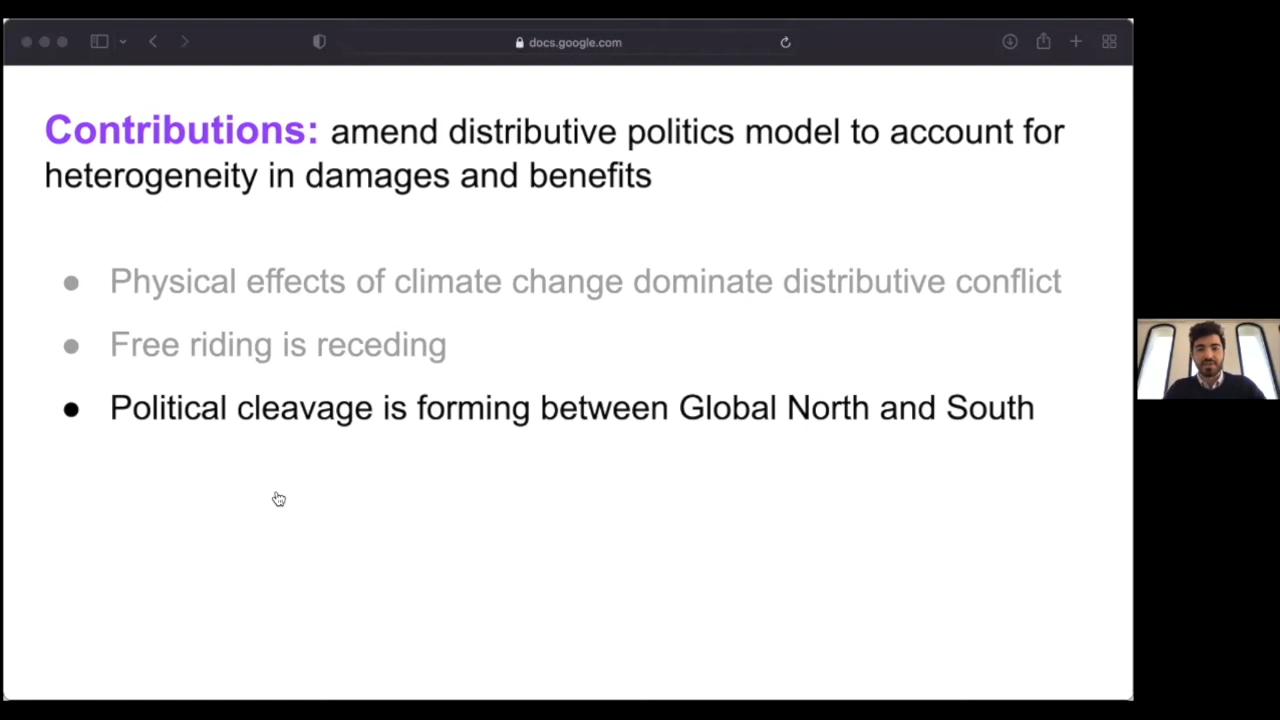 docs.google.com
Contributions: amend distributive politics model to account for
heterogeneity in damages and benefits
● Physical effects of climate change dominate distributive conflict
● Free riding is receding
● Political cleavage is forming between Global North and South